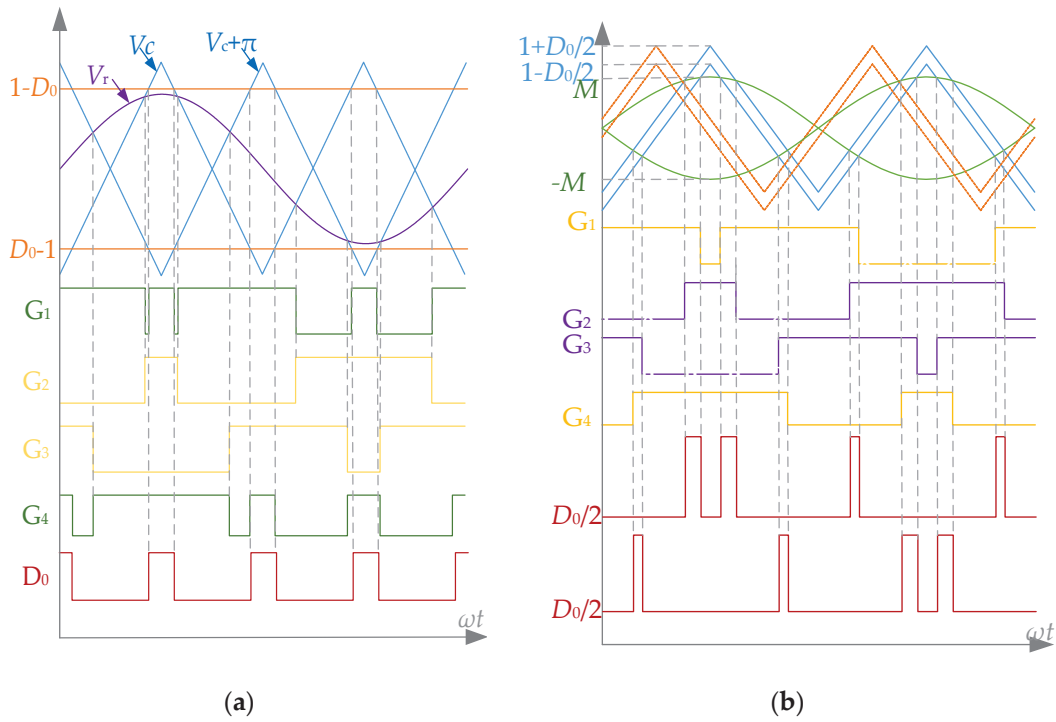 Vc
Vc+π
1-D0
Vr
D0-1
G1
G2
G3
G4
D0
ωt
(a)
1+D0/2
1-D0/2
M
-M
G1
G2
G3
G4
D0/2
D0/2
ωt
(b)